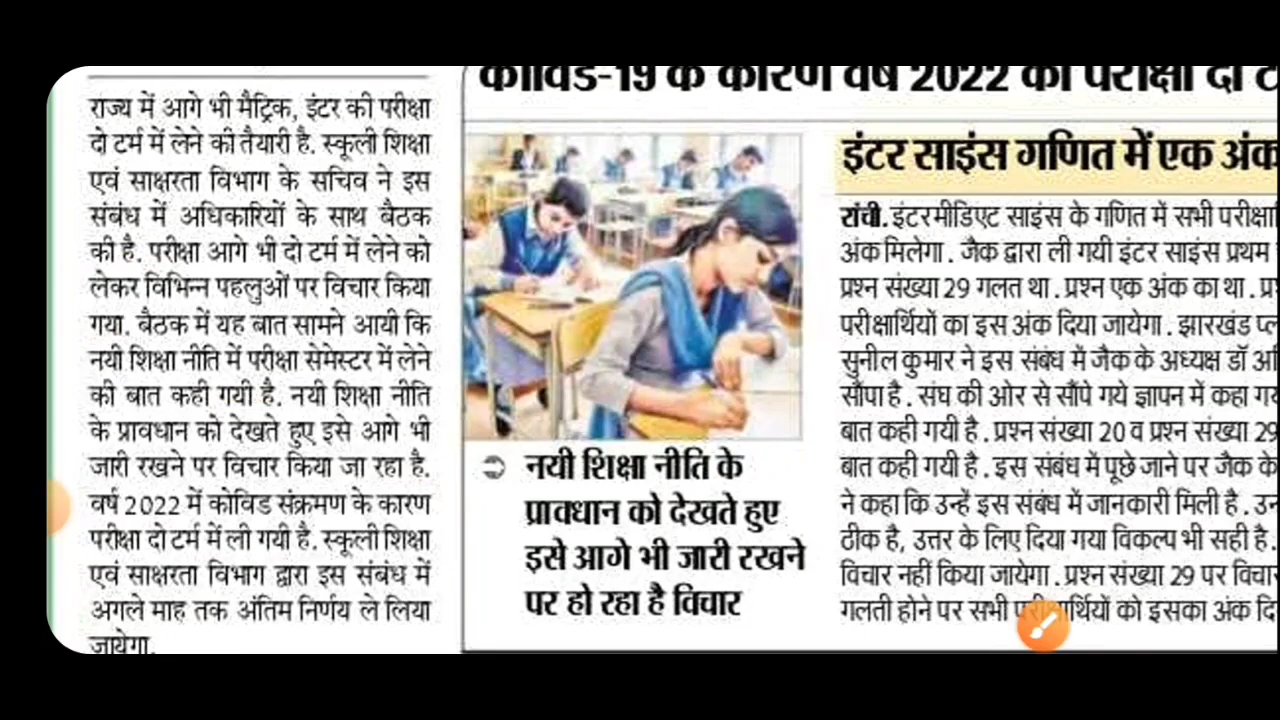 राज्य में आगे भी मैट्रिक, इंटर की परीक्षा
दो टर्म में लेने की तैयारी है. स्कूली शिक्षा
एवं साक्षरता विभाग के सचिव ने इस
संबंध में अधिकारियों के साथ बैठक
की है. परीक्षा आगे भी दो टर्म में लेने को
लेकर विभिन्न पहलुओं पर विचार किया
गया. बैठक में यह बात सामने आयी कि
नयी शिक्षा नीति में परीक्षा सेमेस्टर में लेने
की बात कही गयी है. नयी शिक्षा नीति
के प्रावधान को देखते हुए इसे आगे भी
जारी रखने पर विचार किया जा रहा है.
वर्ष 2022 में कोविड संक्रमण के कारण
परीक्षा दो टर्म में ली गयी है. स्कूली शिक्षा
एवं साक्षरता विभाग द्वारा इस संबंध में
अगले माह तक अंतिम निर्णय ले लिया
जायेगा.
कोविड-19 के कारण वर्ष 2022 की परीक्षा दो
नयी शिक्षा नीति के
प्रावधान को देखते हुए
इसे आगे भी जारी रखने
पर हो रहा है विचार
इंटर साइंस गणित में एक अंक
रांची. इंटरमीडिएट साइंस के गणित में सभी
अंक मिलेगा. जैक द्वारा ली गयी इंटर साइंस प्रथम
प्रश्न संख्या 29 गलत था. प्रश्न एक अंक का था.
परीक्षार्थियों का इस अंक दिया जायेगा. झारखंड
सुनील कुमार ने इस संबंध में जैक के अध्यक्ष डॉ
सौंपा है. संघ की ओर से सौंपे गये ज्ञापन में कहा
बात कही गयी है. प्रश्न संख्या 20 व प्रश्न संख्या 29
बात कही गयी है. इस संबंध में पूछे जाने पर जैक के
ने कहा कि उन्हें इस संबंध में जानकारी मिली है.
ठीक है, उत्तर के लिए दिया गया विकल्प भी सही है.
विचार नहीं किया जायेगा. प्रश्न संख्या 29 पर
गलती होने पर सभी को इसका अंक